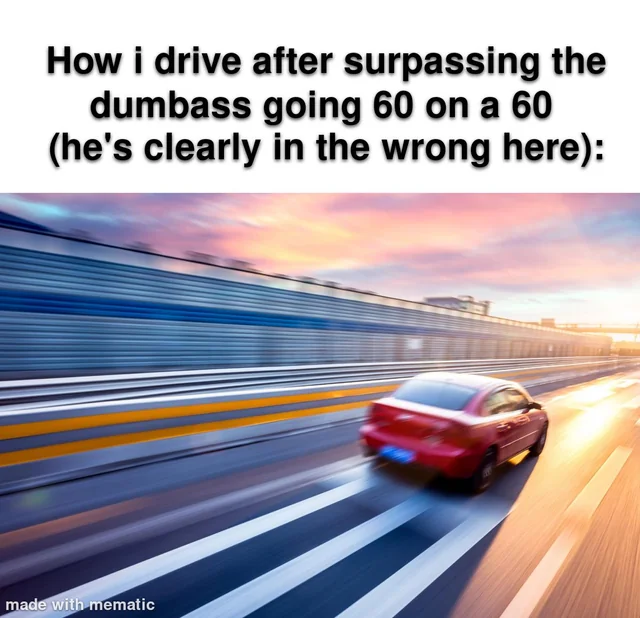 How i drive after surpassing the
dumbass going 60 on a 60
(he's clearly in the wrong here):
made with mematic